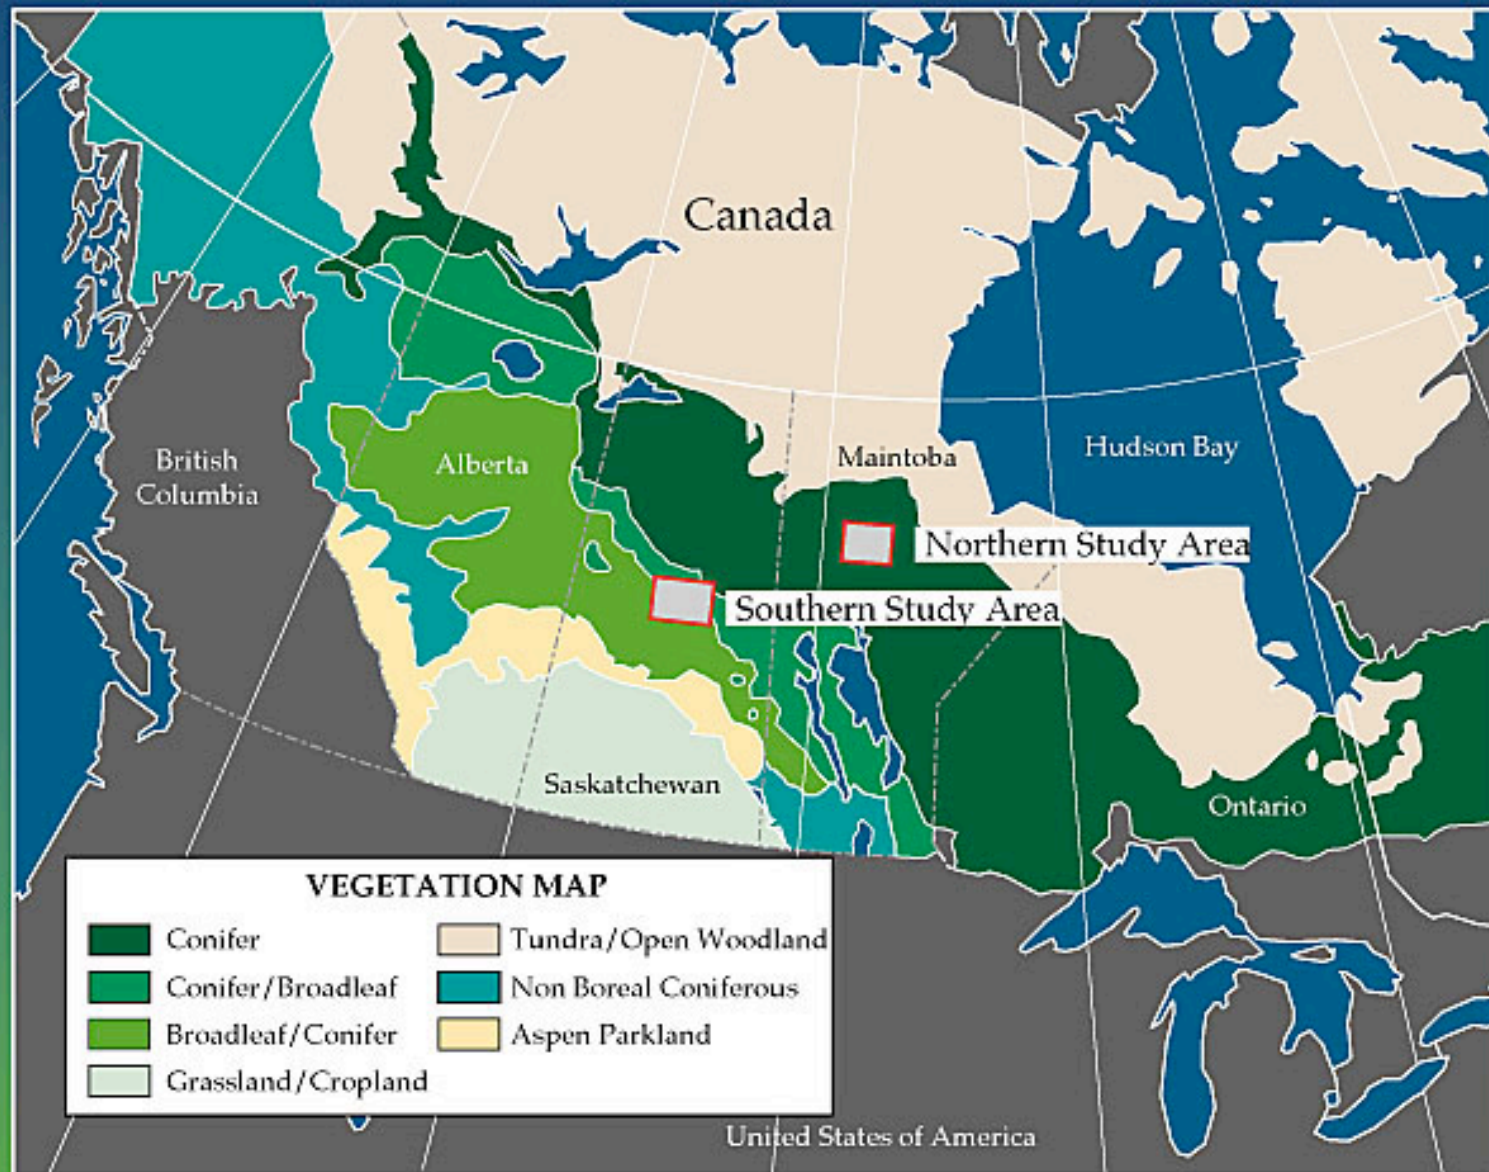 Canada
British
Columbia
Alberta
Maintoba
Hudson Bay
Northern Study Area
Southern Study Area
Saskatchewan
Ontario
VEGETATION MAP
Conifer
Conifer/Broadleaf
Broadleaf/Conifer
Grassland/Cropland
Tundra/Open Woodland
Non Boreal Coniferous
Aspen Parkland
United States of America